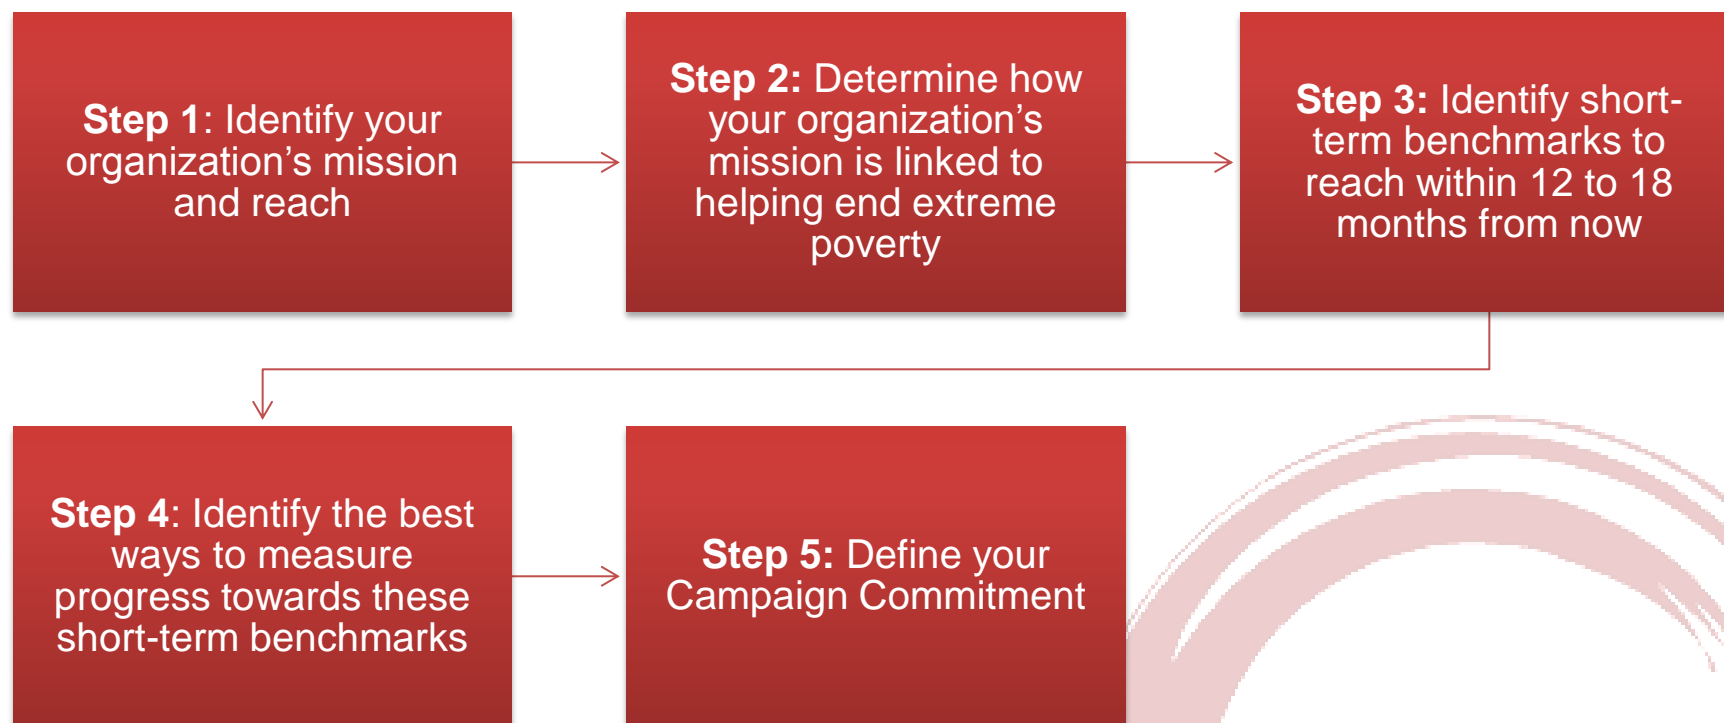 Step 1: Identify your
organization’s mission
and reach
Step 2: Determine how
your organization’s
mission is linked to
helping end extreme
poverty
Step 3: Identify short-
term benchmarks to
reach within 12 to 18
months from now
Step 4: Identify the best
ways to measure
progress towards these
short-term benchmarks
Step 5: Define your
Campaign Commitment